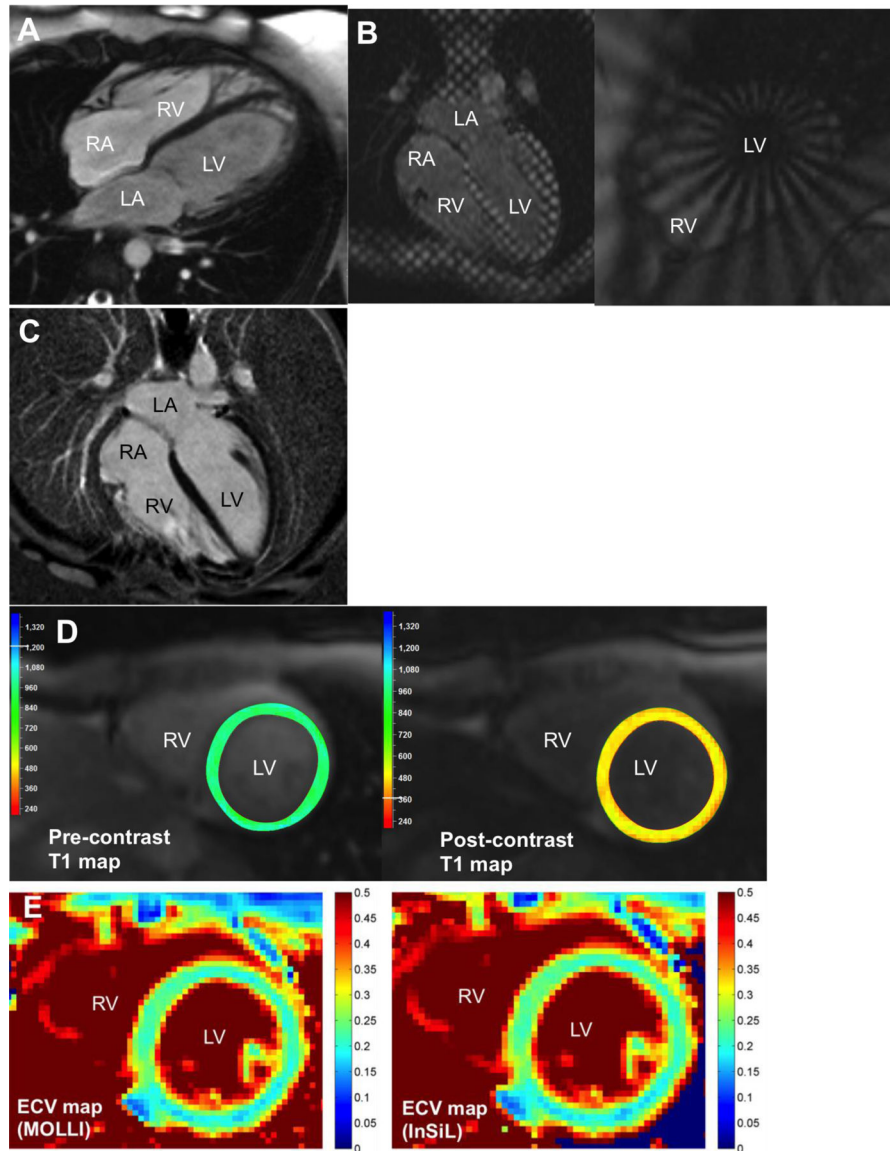 A
RV
RA
LV
LA
B
LA
RA
RV
LV
LV
RV
C
LA
RA
RV
LV
D
1,320
1,200
1,080
960
840
720
600
480
360
240
RV
LV
Pre-contrast
T1 map
1,320
1,200
1,080
960
840
720
600
480
360
240
RV
LV
Post-contrast
T1 map
E
RV
LV
ECV map
(MOLLI)
0.5
0.45
0.4
0.35
0.3
0.25
0.2
0.15
0.1
0.05
0
RV
LV
ECV map
(InSiL)
0.5
0.45
0.4
0.35
0.3
0.25
0.2
0.15
0.1
0.05
0